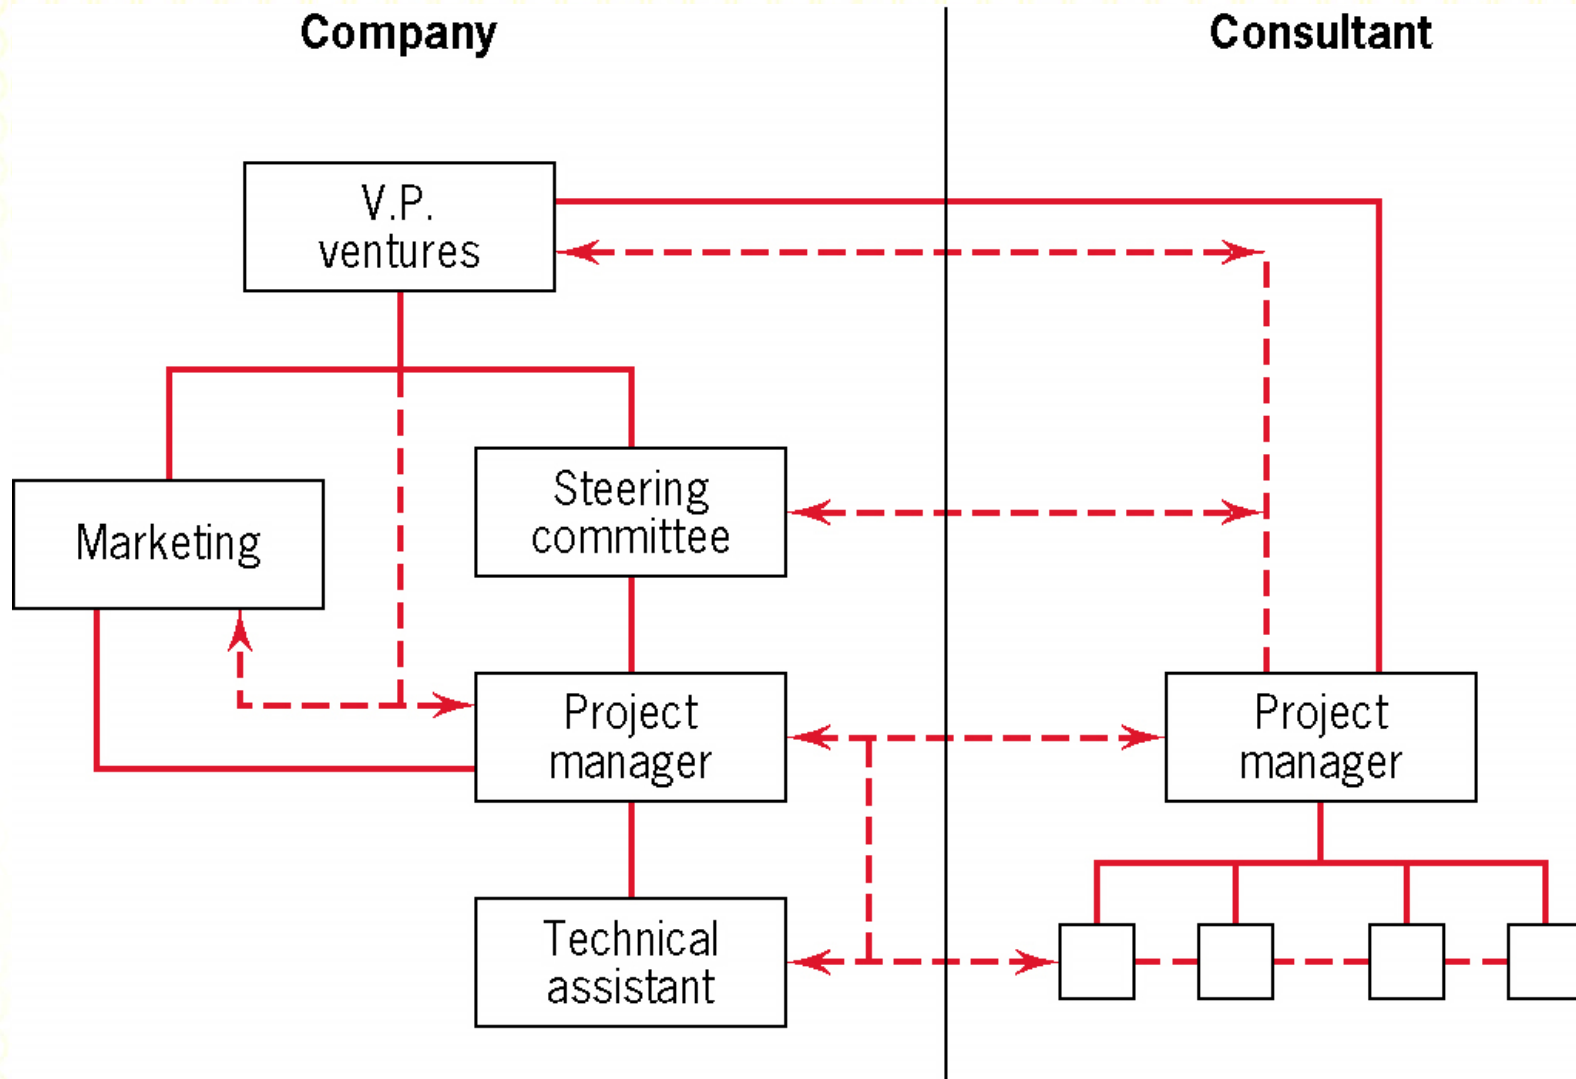 Company
Consultant
V.P.
ventures
Marketing
Steering
committee
Project
manager
Project
manager
Technical
assistant